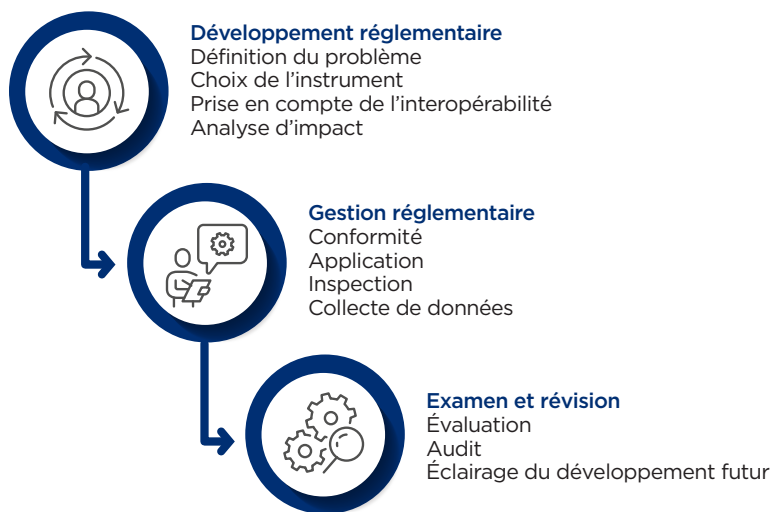 Développement réglementaire
Définition du problème
Choix de l’instrument
Prise en compte de l’interopérabilité
Analyse d’impact
Gestion réglementaire
Conformité
Application
Inspection
Collecte de données
Examen et révision
Évaluation
Audit
Éclairage du développement futur